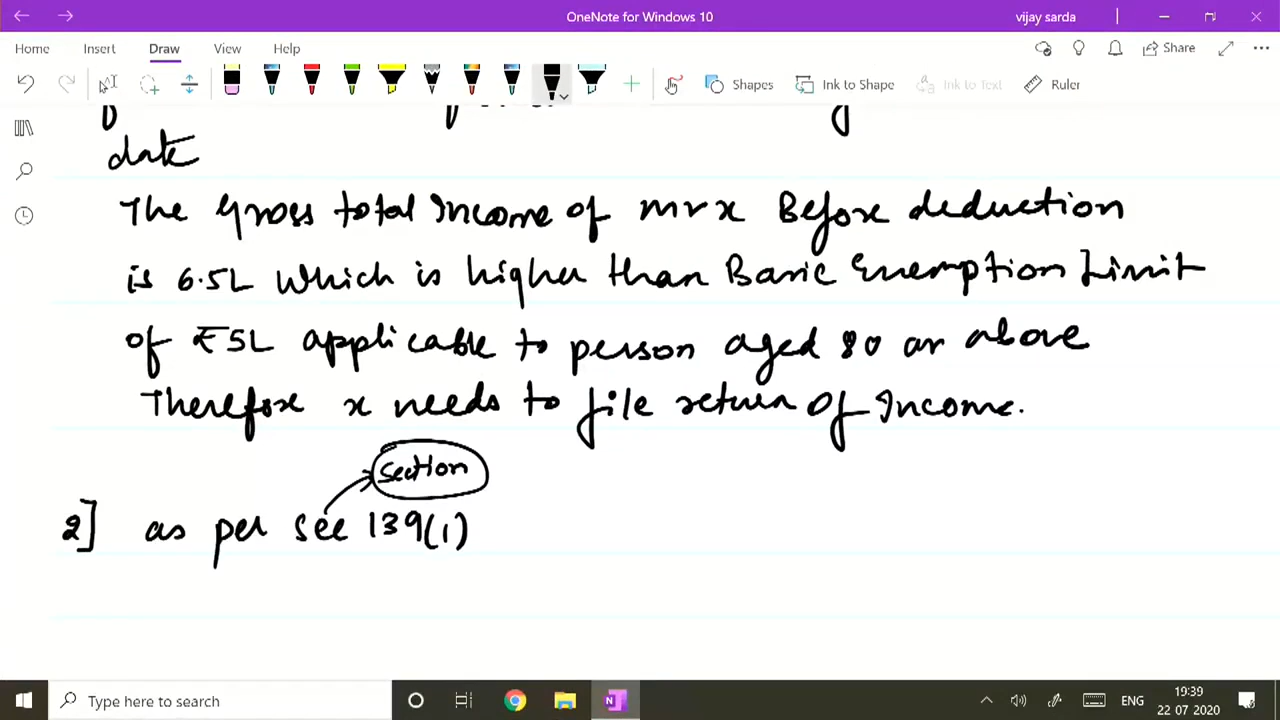 OneNote for Windows 10
vijay sarda
Home Insert Draw View Help
Share
Shapes Ink to Shape Ink to Text Ruler
date
The Gross total Income of mr x Before deduction
is 6.5L which is higher than Basic Exemption Limit
of ₹5L applicable to person aged 80 or above
Therefore x needs to file return of Income.
Section
2] as per sec 139(1)
Type here to search
ENG
19:39
22 07 2020